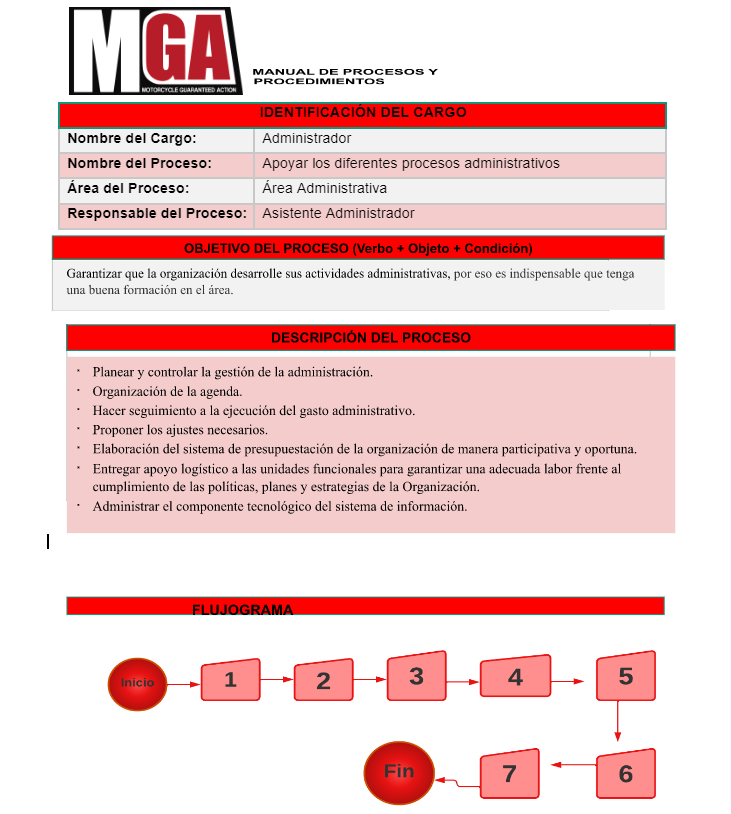 MGA
MOTORCYCLE GUARANTEED ACTION
MANUAL DE PROCESOS Y
PROCEDIMIENTOS
IDENTIFICACIÓN DEL CARGO
Nombre del Cargo: Administrador
Nombre del Proceso: Apoyar los diferentes procesos administrativos
Área del Proceso: Área Administrativa
Responsable del Proceso: Asistente Administrador
OBJETIVO DEL PROCESO (Verbo + Objeto + Condición)
Garantizar que la organización desarrolle sus actividades administrativas, por eso es indispensable que tenga
una buena formación en el área.
DESCRIPCIÓN DEL PROCESO
· Planear y controlar la gestión de la administración.
· Organización de la agenda.
· Hacer seguimiento a la ejecución del gasto administrativo.
· Proponer los ajustes necesarios.
· Elaboración del sistema de presupuestación de la organización de manera participativa y oportuna.
· Entregar apoyo logístico a las unidades funcionales para garantizar una adecuada labor frente al
cumplimiento de las políticas, planes y estrategias de la Organización.
· Administrar el componente tecnológico del sistema de información.
FLUJOGRAMA
Inicio 1 2 3 4 5
Fin 7 6